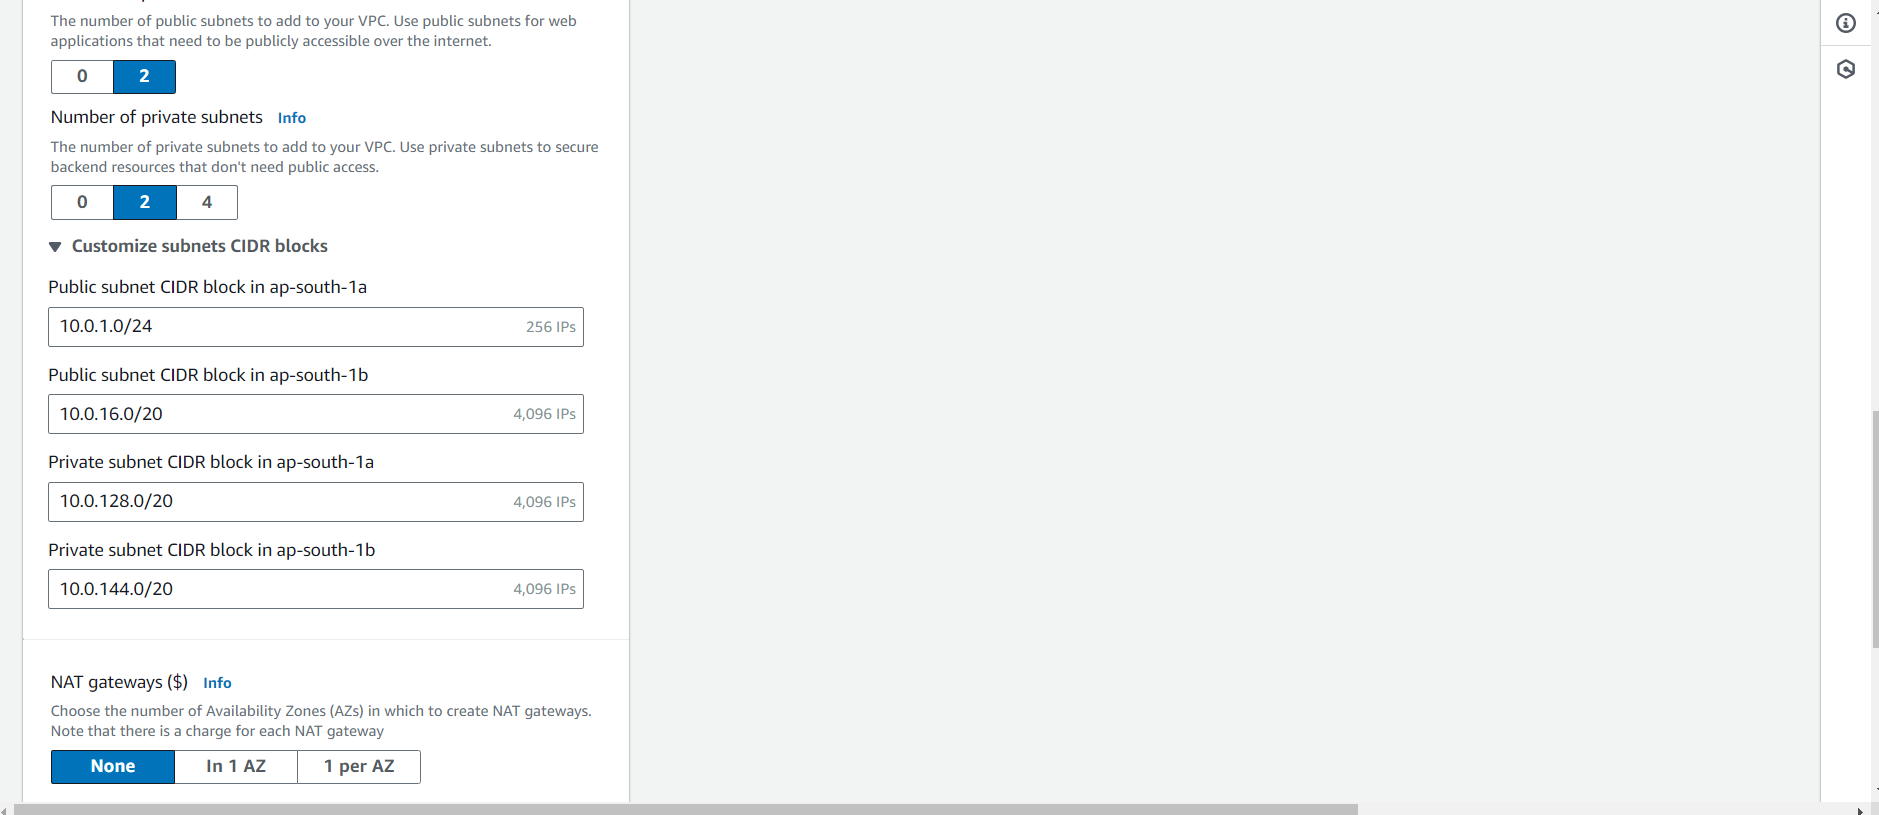 The number of public subnets to add to your VPC. Use public subnets for web
applications that need to be publicly accessible over the internet.
0 2
Number of private subnets Info
The number of private subnets to add to your VPC. Use private subnets to secure
backend resources that don't need public access.
0 2 4
Customize subnets CIDR blocks
Public subnet CIDR block in ap-south-1a
10.0.1.0/24 256 IPs
Public subnet CIDR block in ap-south-1b
10.0.16.0/20 4,096 IPs
Private subnet CIDR block in ap-south-1a
10.0.128.0/20 4,096 IPs
Private subnet CIDR block in ap-south-1b
10.0.144.0/20 4,096 IPs
NAT gateways ($) Info
Choose the number of Availability Zones (AZs) in which to create NAT gateways.
Note that there is a charge for each NAT gateway
None In 1 AZ 1 per AZ